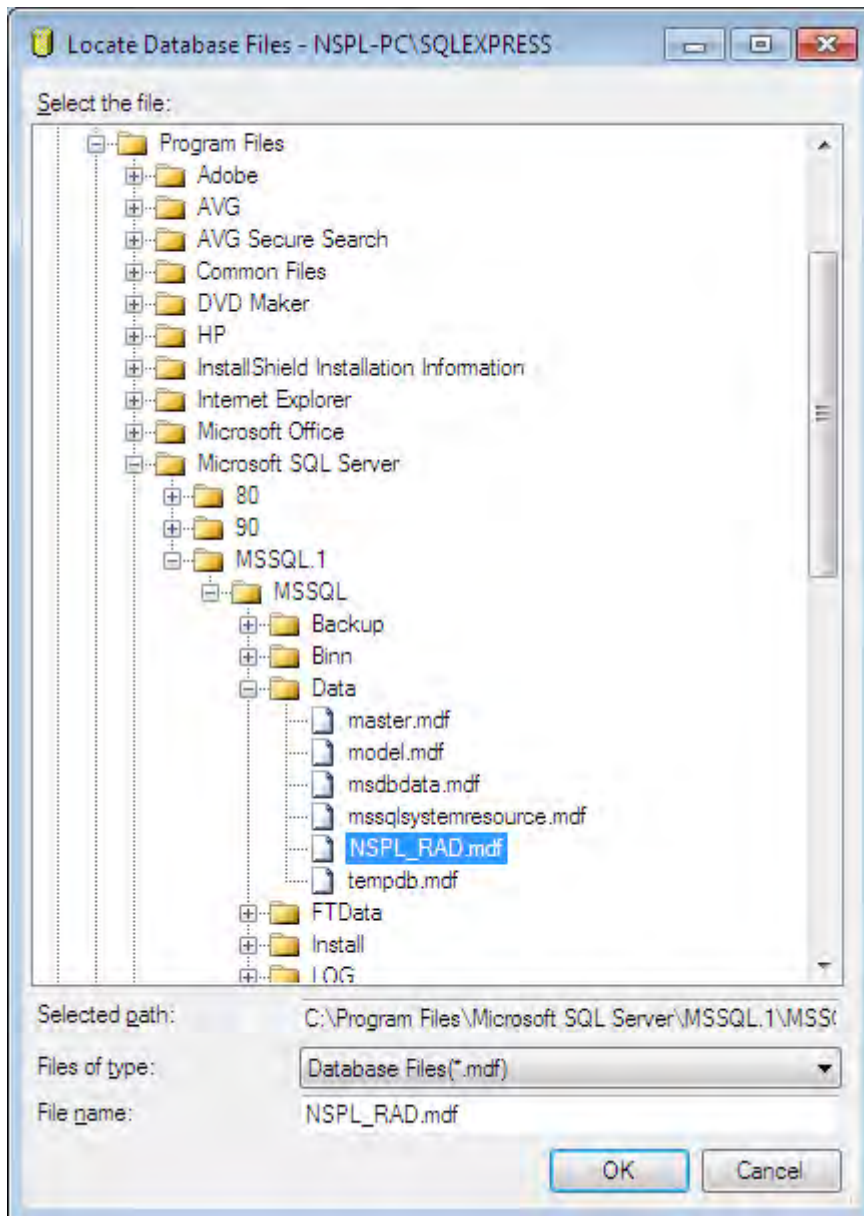 Locate Database Files - NSPL-PC\SQLEXPRESS
Select the file:
Program Files
Adobe
AVG
AVG Secure Search
Common Files
DVD Maker
HP
InstallShield Installation Information
Internet Explorer
Microsoft Office
Microsoft SQL Server
80
90
MSSQL.1
MSSQL
Backup
Binn
Data
master.mdf
model.mdf
msdbdata.mdf
mssqlsystemresource.mdf
NSPL_RAD.mdf
tempdb.mdf
FTData
Install
LOG
Selected path: C:\Program Files\Microsoft SQL Server\MSSQL.1\MSS(
Files of type: Database Files(*.mdf)
File name: NSPL_RAD.mdf
OK Cancel